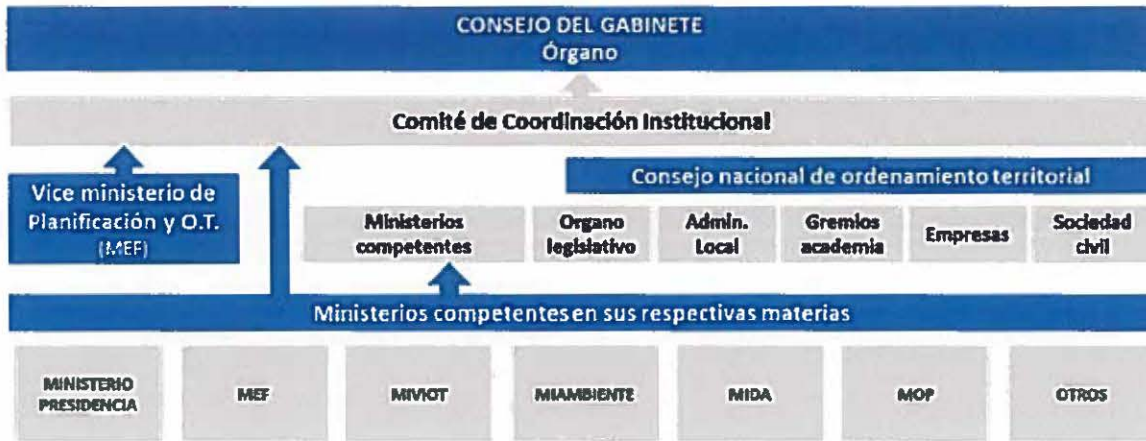 CONSEJO DEL GABINETE
Órgano
Comité de Coordinación Institucional
Consejo nacional de ordenamiento territorial
Vice ministerio de
Planificación y O.T.
(MEF)
Ministerios
competentes
Organo
legislativo
Admin.
Local
Gremios
academia
Empresas
Sociedad
civil
Ministerios competentes en sus respectivas materias
MINISTERIO
PRESIDENCIA
MEF
MIVIOT
MIAMBIENTE
MIDA
MOP
OTROS